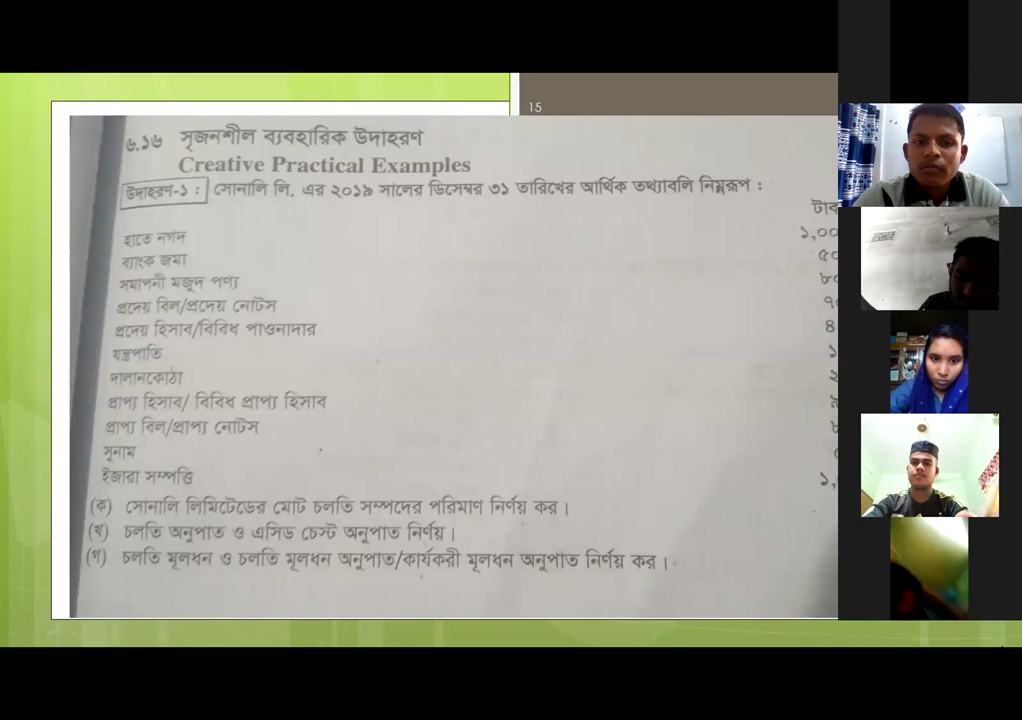 15
৬.১৬ সৃজনশীল ব্যবহারিক উদাহরণ
Creative Practical Examples
উদাহরণ-১ : সোনালি লি. এর ২০১৯ সালের ডিসেম্বর ৩১ তারিখের আর্থিক তথ্যাবলি নিম্নরূপ :
হাতে নগদ
ব্যাংক জমা
সমাপনী মজুদ পণ্য
প্রদেয় বিল/প্রদেয় নোটস
প্রদেয় হিসাব/বিবিধ পাওনাদার
যন্ত্রপাতি
দালানকোঠা
প্রাপ্য হিসাব/ বিবিধ প্রাপ্য হিসাব
প্রাপ্য বিল/প্রাপ্য নোটস
সুনাম
ইজারা সম্পত্তি
(ক) সোনালি লিমিটেডের মোট চলতি সম্পদের পরিমাণ নির্ণয় কর।
(খ) চলতি অনুপাত ও এসিড চেস্ট অনুপাত নির্ণয়।
(গ) চলতি মূলধন ও চলতি মূলধন অনুপাত/কার্যকরী মূলধন অনুপাত নির্ণয় কর।